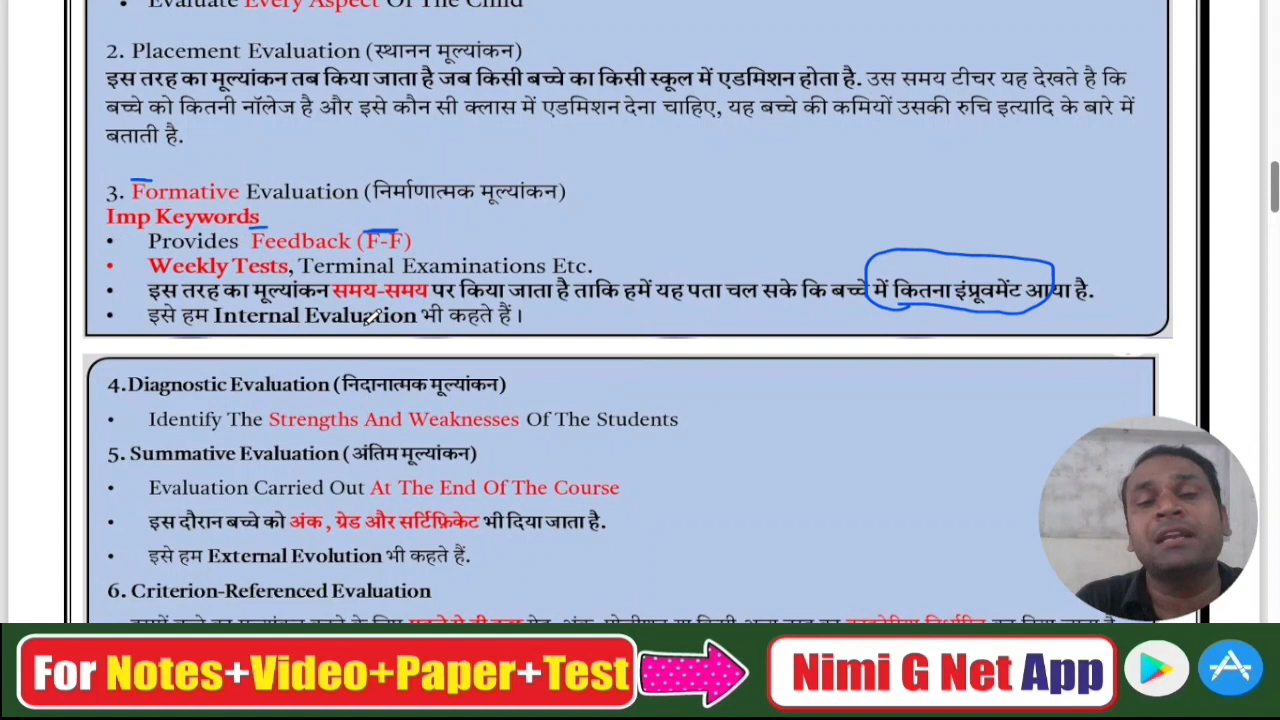 • Evaluate Every Aspect Of The Child
2. Placement Evaluation (स्थानन मूल्यांकन)
इस तरह का मूल्यांकन तब किया जाता है जब किसी बच्चे का किसी स्कूल में एडमिशन होता है. उस समय टीचर यह देखते है कि
बच्चे को कितनी नॉलेज है और इसे कौन सी क्लास में एडमिशन देना चाहिए, यह बच्चे की कमियों उसकी रुचि इत्यादि के बारे में
बताती है.
3. Formative Evaluation (निर्माणात्मक मूल्यांकन)
Imp Keywords
• Provides Feedback (F-F)
• Weekly Tests, Terminal Examinations Etc.
• इस तरह का मूल्यांकन समय-समय पर किया जाता है ताकि हमें यह पता चल सके कि बच्चे में कितना इंप्रूवमेंट आया है.
• इसे हम Internal Evaluation भी कहते हैं।
4.Diagnostic Evaluation (निदानात्मक मूल्यांकन)
• Identify The Strengths And Weaknesses Of The Students
5. Summative Evaluation (अंतिम मूल्यांकन)
• Evaluation Carried Out At The End Of The Course
• इस दौरान बच्चे को अंक , ग्रेड और सर्टिफ़िकेट भी दिया जाता है.
• इसे हम External Evolution भी कहते हैं.
6. Criterion-Referenced Evaluation
For Notes+Video+Paper+Test
Nimi G Net App